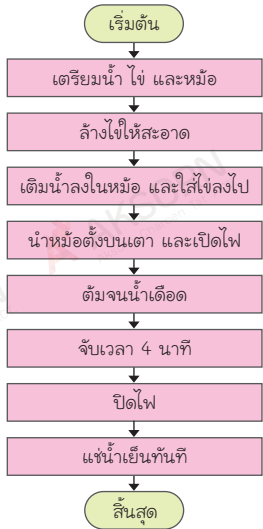 เริ่มต้น
เตรียมน้ำ ไข่ และหม้อ
ล้างไข่ให้สะอาด
เติมน้ำลงในหม้อ และใส่ไข่ลงไป
นำหม้อตั้งบนเตา และเปิดไฟ
ต้มจนน้ำเดือด
จับเวลา 4 นาที
ปิดไฟ
แช่น้ำเย็นทันที
สิ้นสุด